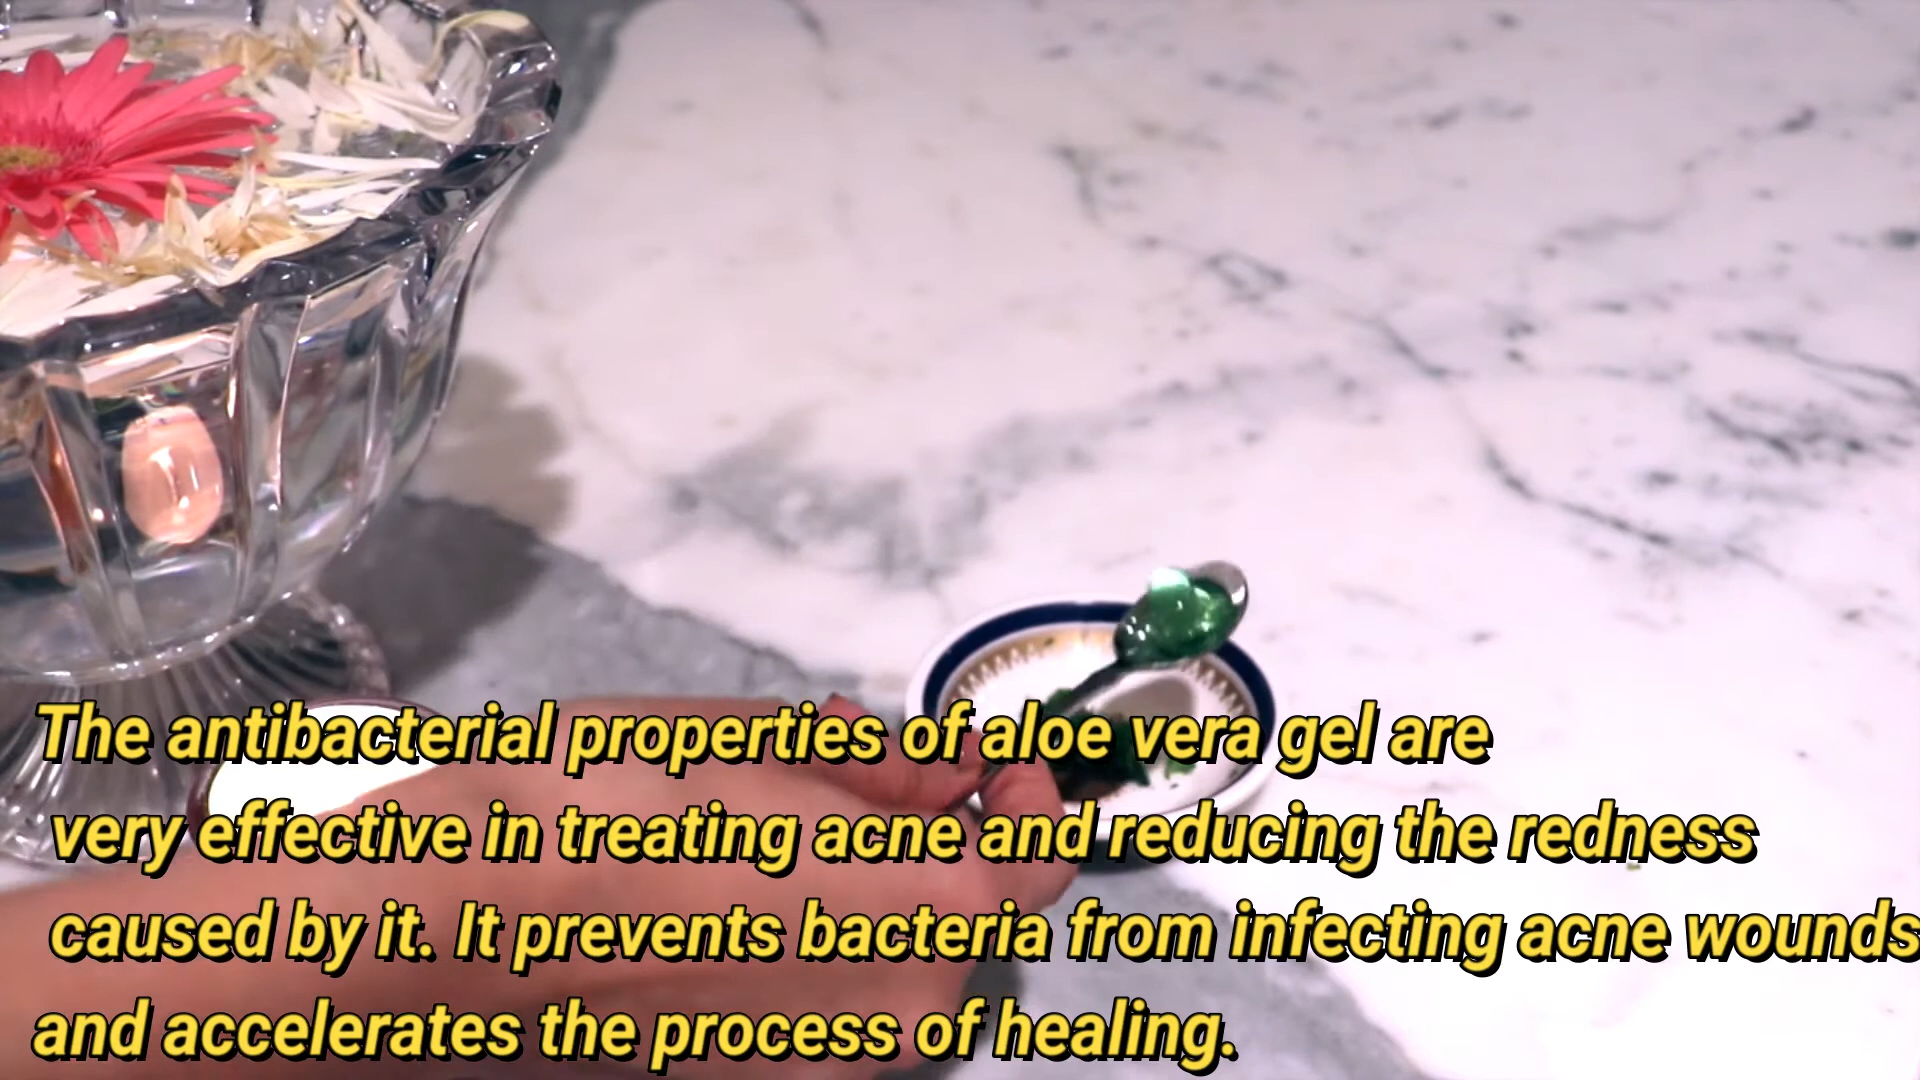 The antibacterial properties of aloe vera gel are
very effective in treating acne and reducing the redness
caused by it. It prevents bacteria from infecting acne wounds
and accelerates the process of healing.